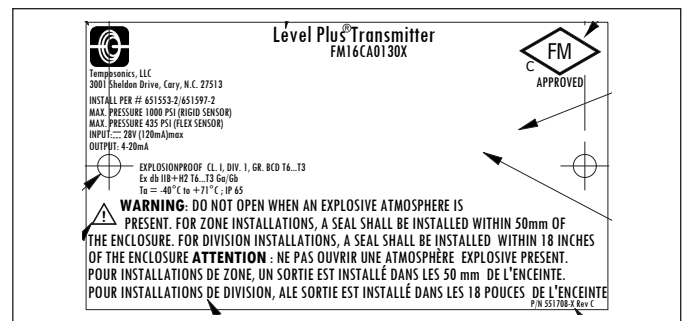 Level Plus® Transmitter
FM16CA0130X
FM
C
APPROVED
Temposonics, LLC
3001 Sheldon Drive, Cary, N.C. 27513
INSTALL PER # 651553-2/651597-2
MAX. PRESSURE 1000 PSI (RIGID SENSOR)
MAX. PRESSURE 435 PSI (FLEX SENSOR)
INPUT: 28V (120mA)max
OUTPUT: 4-20mA
EXPLOSIONPROOF CL. I, DIV. 1, GR. BCD T6...T3
Ex db IIB+H2 T6...T3 Ga/Gb
Ta = -40°C to +71°C ; IP 65
WARNING: DO NOT OPEN WHEN AN EXPLOSIVE ATMOSPHERE IS
PRESENT. FOR ZONE INSTALLATIONS, A SEAL SHALL BE INSTALLED WITHIN 50mm OF
THE ENCLOSURE. FOR DIVISION INSTALLATIONS, A SEAL SHALL BE INSTALLED WITHIN 18 INCHES
OF THE ENCLOSURE ATTENTION : NE PAS OUVRIR UNE ATMOSPHÈRE EXPLOSIVE PRESENT.
POUR INSTALLATIONS DE ZONE, UN SORTIE EST INSTALLÉ DANS LES 50 mm DE L'ENCEINTE.
POUR INSTALLATIONS DE DIVISION, ALE SORTIE EST INSTALLÉ DANS LES 18 POUCES DE L'ENCEINTE
P/N 551708-X Rev C